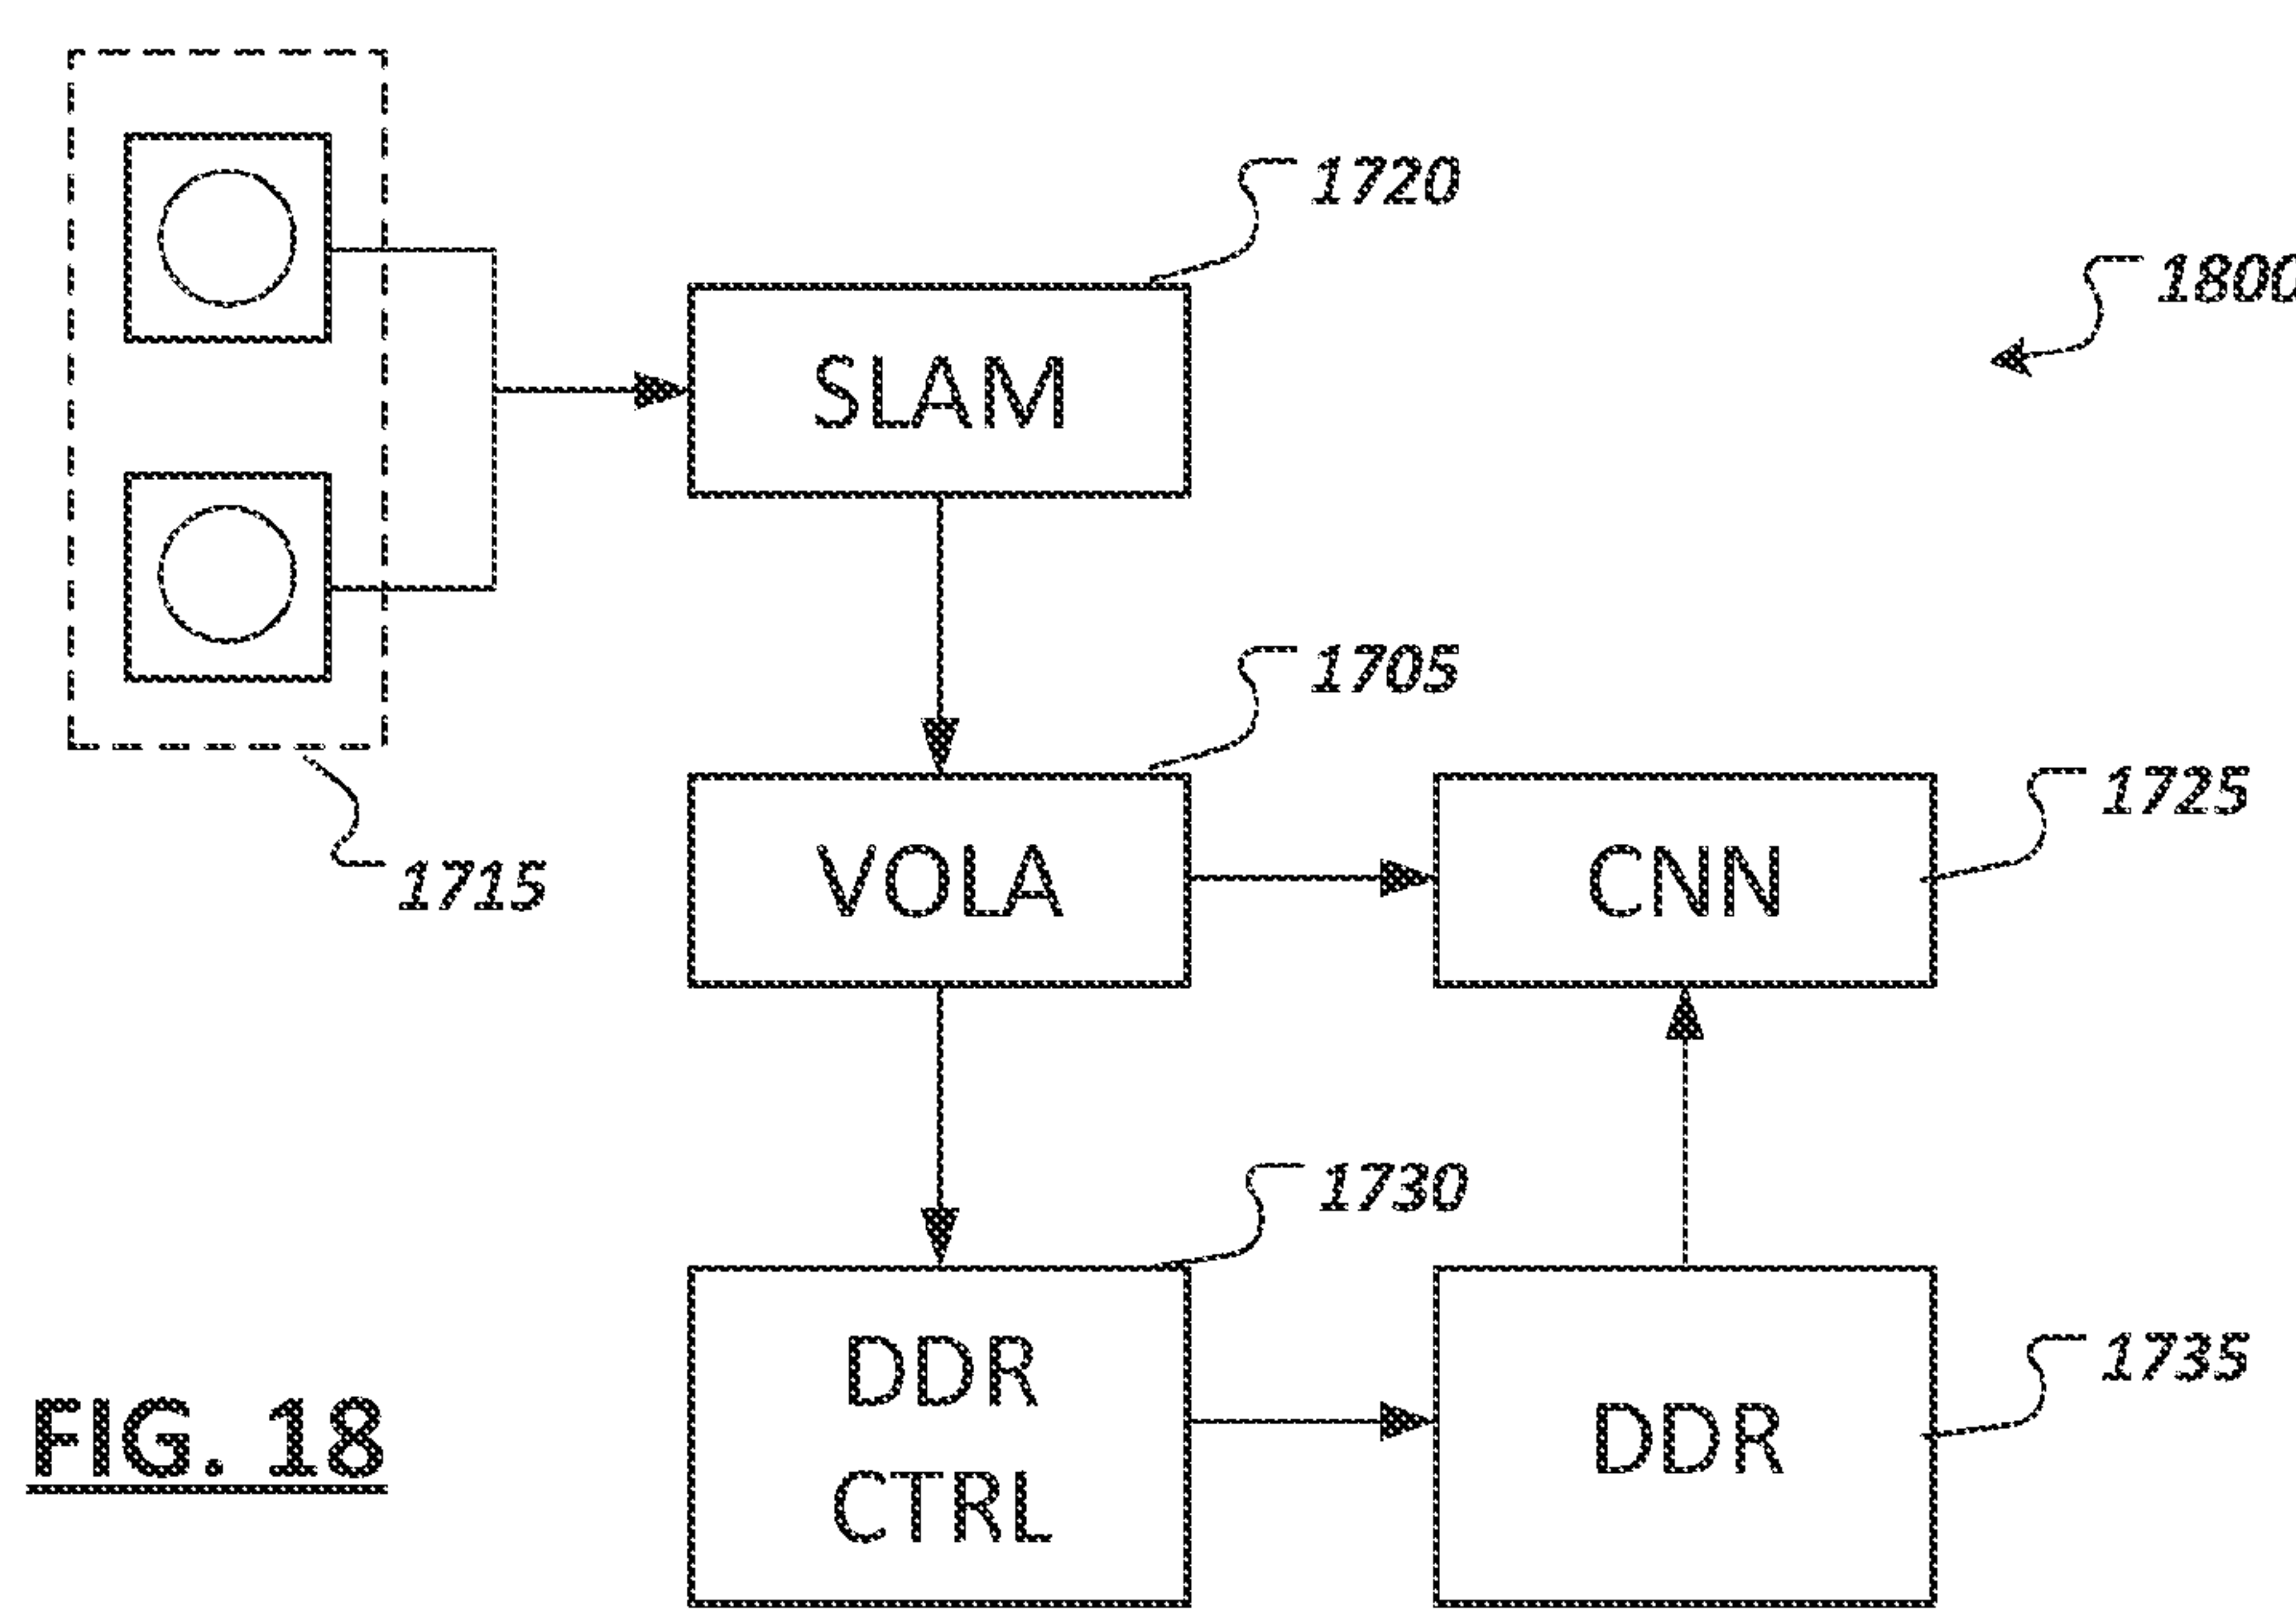 1720
1800
SLAM
1705
1725
1715
VOLA
CNN
1730
1735
DDR
CTRL
DDR
FIG. 18